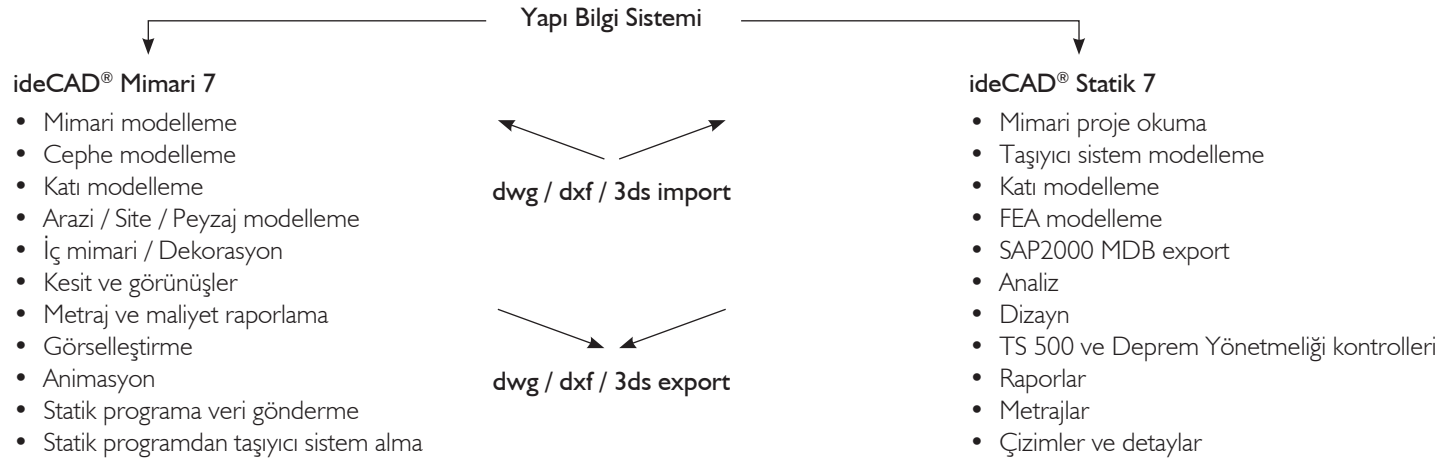 Yapı Bilgi Sistemi
ideCAD® Mimari 7
• Mimari modelleme
• Cephe modelleme
• Katı modelleme
• Arazi / Site / Peyzaj modelleme
• İç mimari / Dekorasyon
• Kesit ve görünüşler
• Metraj ve maliyet raporlama
• Görselleştirme
• Animasyon
• Statik programa veri gönderme
• Statik programdan taşıyıcı sistem alma
dwg / dxf / 3ds import
dwg / dxf / 3ds export
ideCAD® Statik 7
• Mimari proje okuma
• Taşıyıcı sistem modelleme
• Katı modelleme
• FEA modelleme
• SAP2000 MDB export
• Analiz
• Dizayn
• TS 500 ve Deprem Yönetmeliği kontrolleri
• Raporlar
• Metrajlar
• Çizimler ve detaylar